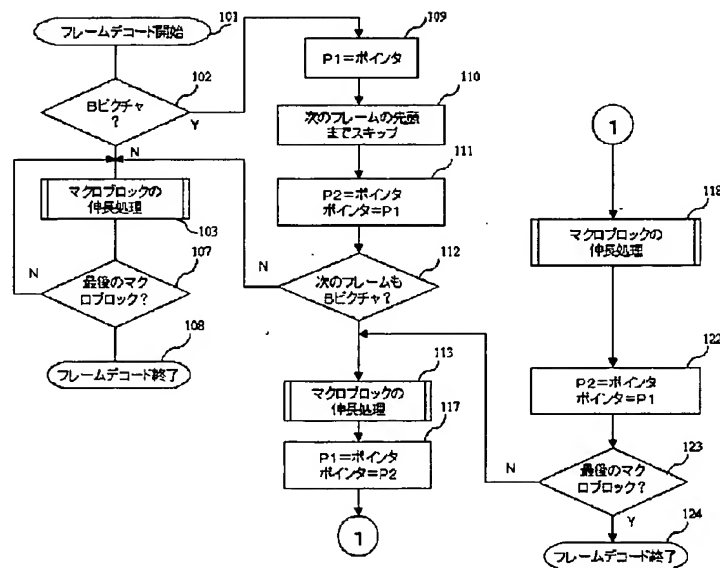 フレームデコード開始
101
Bピクチャ
?
102
Y
N
マクロブロックの
伸長処理
103
最後のマク
ロブロック?
107
N
フレームデコード終了
108
P1=ポインタ
109
次のフレームの先頭
までスキップ
110
P2=ポインタ
ポインタ=P1
111
次のフレームも
Bピクチャ?
112
N
マクロブロックの
伸長処理
113
P1=ポインタ
ポインタ=P2
117
1
1
マクロブロックの
伸長処理
118
P2=ポインタ
ポインタ=P1
122
最後のマク
ロブロック?
123
N
Y
フレームデコード終了
124